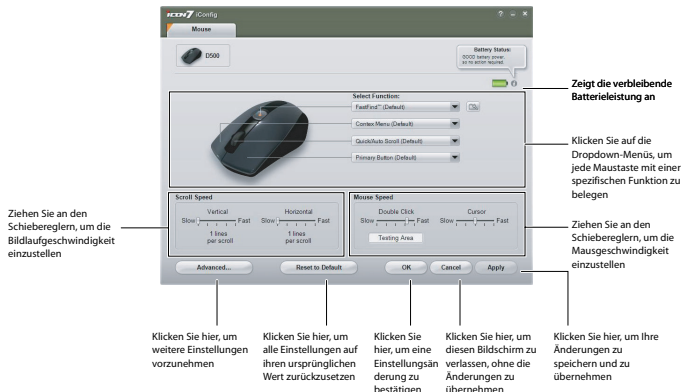 ICON7 iConfig
Mouse
D500
Battery Status:
GOOD battery power,
so no action required.
Select Function:
FastFind™ (Default)
Contex Menu (Default)
Quick/Auto Scroll (Default)
Primary Button (Default)
Scroll Speed
Vertical
Horizontal
Slow Fast
Slow Fast
1 lines
per scroll
1 lines
per scroll
Mouse Speed
Double Click
Cursor
Slow Fast
Slow Fast
Testing Area
Advanced...
Reset to Default
OK
Cancel
Apply
Zeigt die verbleibende
Batterieleistung an
Klicken Sie auf die
Dropdown-Menüs, um
jede Maustaste mit einer
spezifischen Funktion zu
belegen
Ziehen Sie an den
Schiebereglern, um die
Bildlaufgeschwindigkeit
einzustellen
Ziehen Sie an den
Schiebereglern, um die
Mausgeschwindigkeit
einzustellen
Klicken Sie hier, um
weitere Einstellungen
vorzunehmen
Klicken Sie hier, um
alle Einstellungen auf
ihren ursprünglichen
Wert zurückzusetzen
Klicken Sie
hier, um eine
Einstellungsän
derung zu
bestätigen
Klicken Sie hier, um
diesen Bildschirm zu
verlassen, ohne die
Änderungen zu
übernehmen
Klicken Sie hier, um Ihre
Änderungen zu
speichern und zu
übernehmen